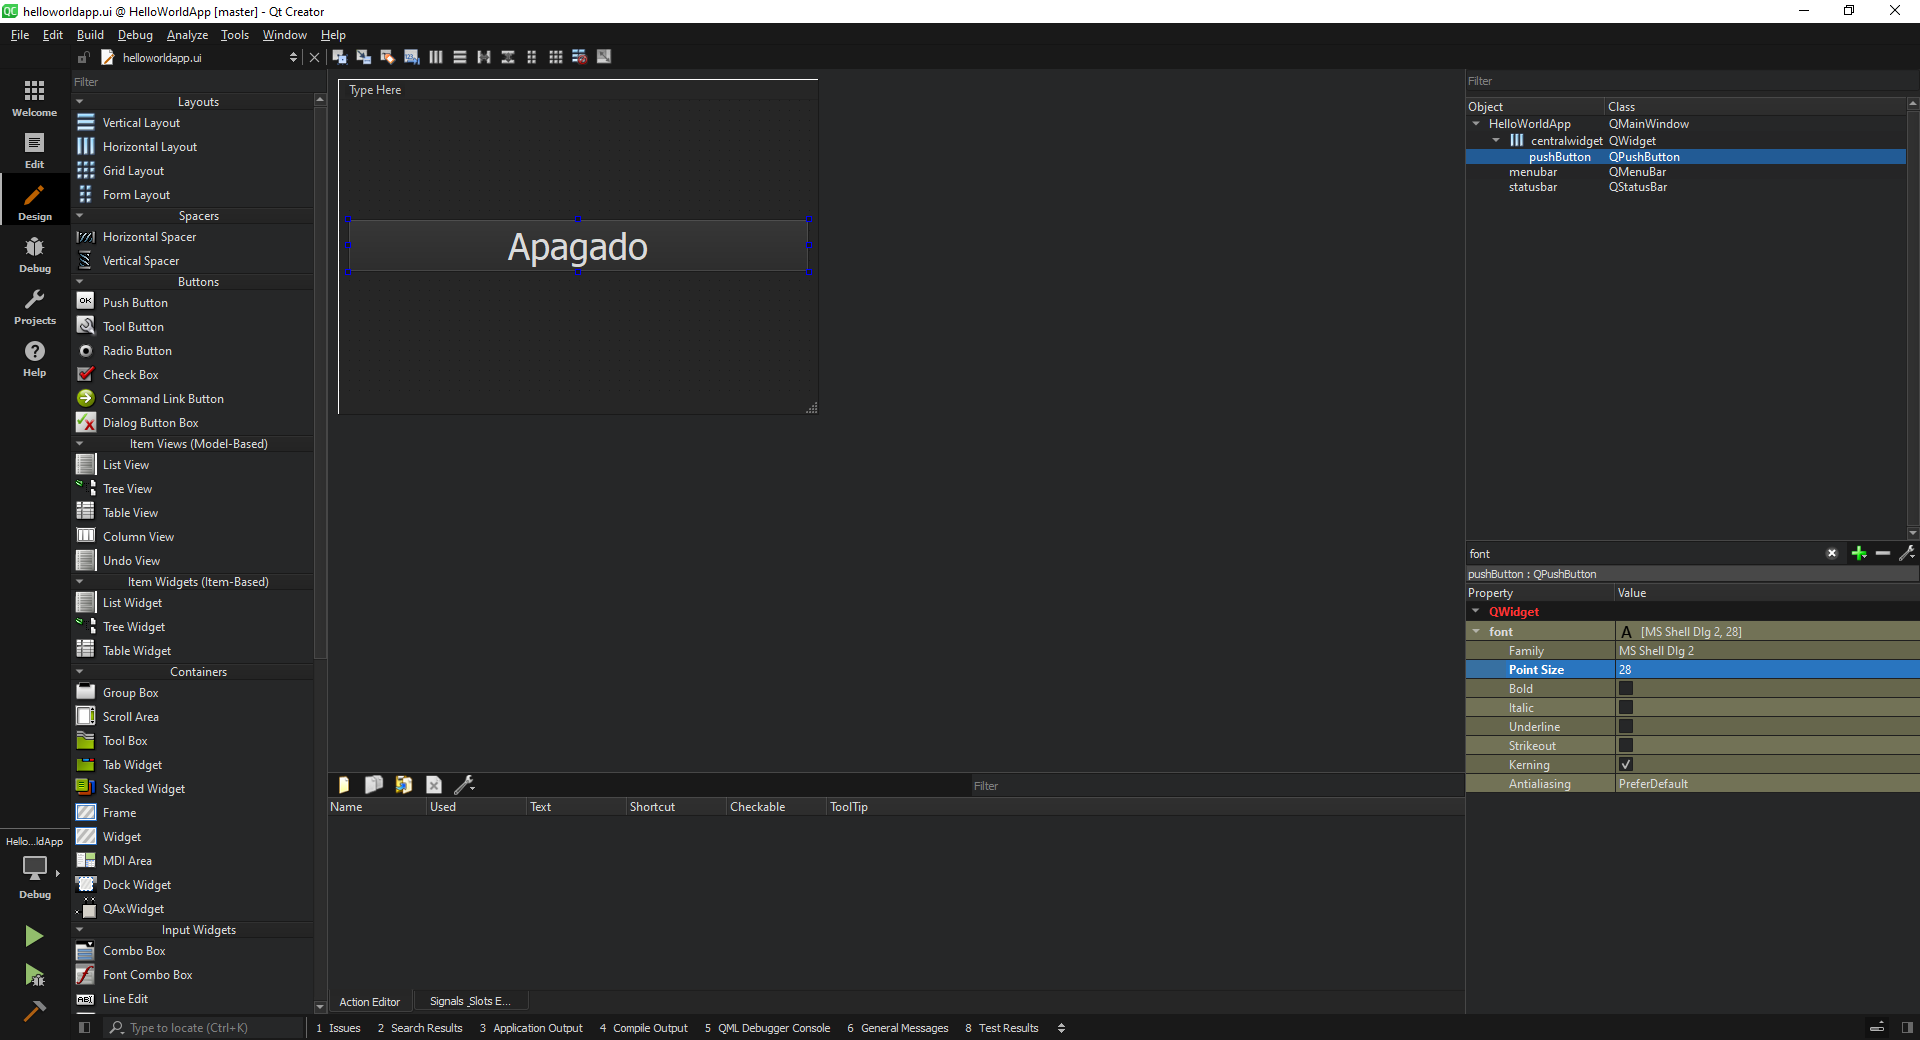 helloworldapp.ui @ HelloWorldApp [master] - Qt Creator
File Edit Build Debug Analyze Tools Window Help
helloworldapp.ui
Welcome
Edit
Design
Debug
Projects
Help
Hello...ldApp
Debug
Filter
Layouts
Vertical Layout
Horizontal Layout
Grid Layout
Form Layout
Spacers
Horizontal Spacer
Vertical Spacer
Buttons
OK Push Button
Tool Button
Radio Button
Check Box
Command Link Button
Dialog Button Box
Item Views (Model-Based)
List View
Tree View
Table View
Column View
Undo View
Item Widgets (Item-Based)
List Widget
Tree Widget
Table Widget
Containers
Group Box
Scroll Area
Tool Box
Tab Widget
Stacked Widget
Frame
Widget
MDI Area
Dock Widget
QAxWidget
Input Widgets
Combo Box
Font Combo Box
Line Edit
Type Here
Apagado
Filter
Name Used Text Shortcut Checkable ToolTip
Action Editor Signals_Slots E...
Filter
Object Class
HelloWorldApp QMainWindow
centralwidget QWidget
pushButton QPushButton
menubar QMenuBar
statusbar QStatusBar
font
pushButton : QPushButton
Property Value
QWidget
font A [MS Shell Dlg 2, 28]
Family MS Shell Dlg 2
Point Size 28
Bold
Italic
Underline
Strikeout
Kerning
Antialiasing PreferDefault
Type to locate (Ctrl+K) 1 Issues 2 Search Results 3 Application Output 4 Compile Output 5 QML Debugger Console 6 General Messages 8 Test Results